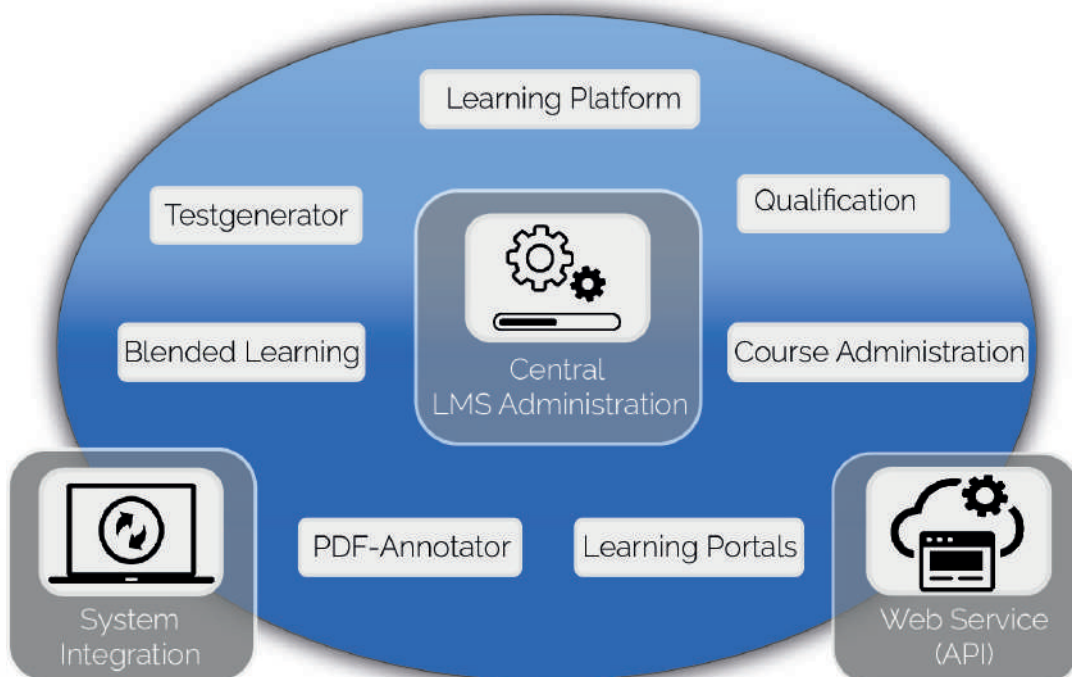 Learning Platform
Testgenerator
Qualification
Blended Learning
Central
LMS Administration
Course Administration
PDF-Annotator
Learning Portals
System
Integration
Web Service
(API)